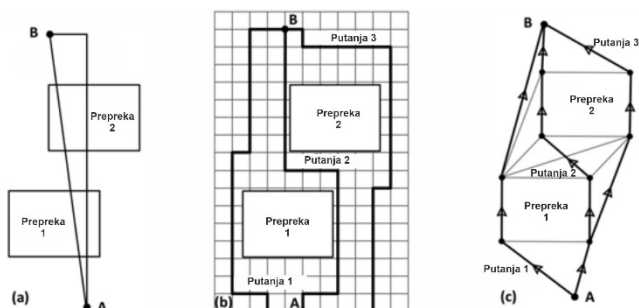 B
Prepreka
2
Prepreka
1
(a)
A
B
Putanja 3
Prepreka
2
Putanja 2
Prepreka
1
Putanja 1
(b)
A
B
Putanja 3
Prepreka
2
Putanja 2
Prepreka
1
Putanja 1
A
(c)